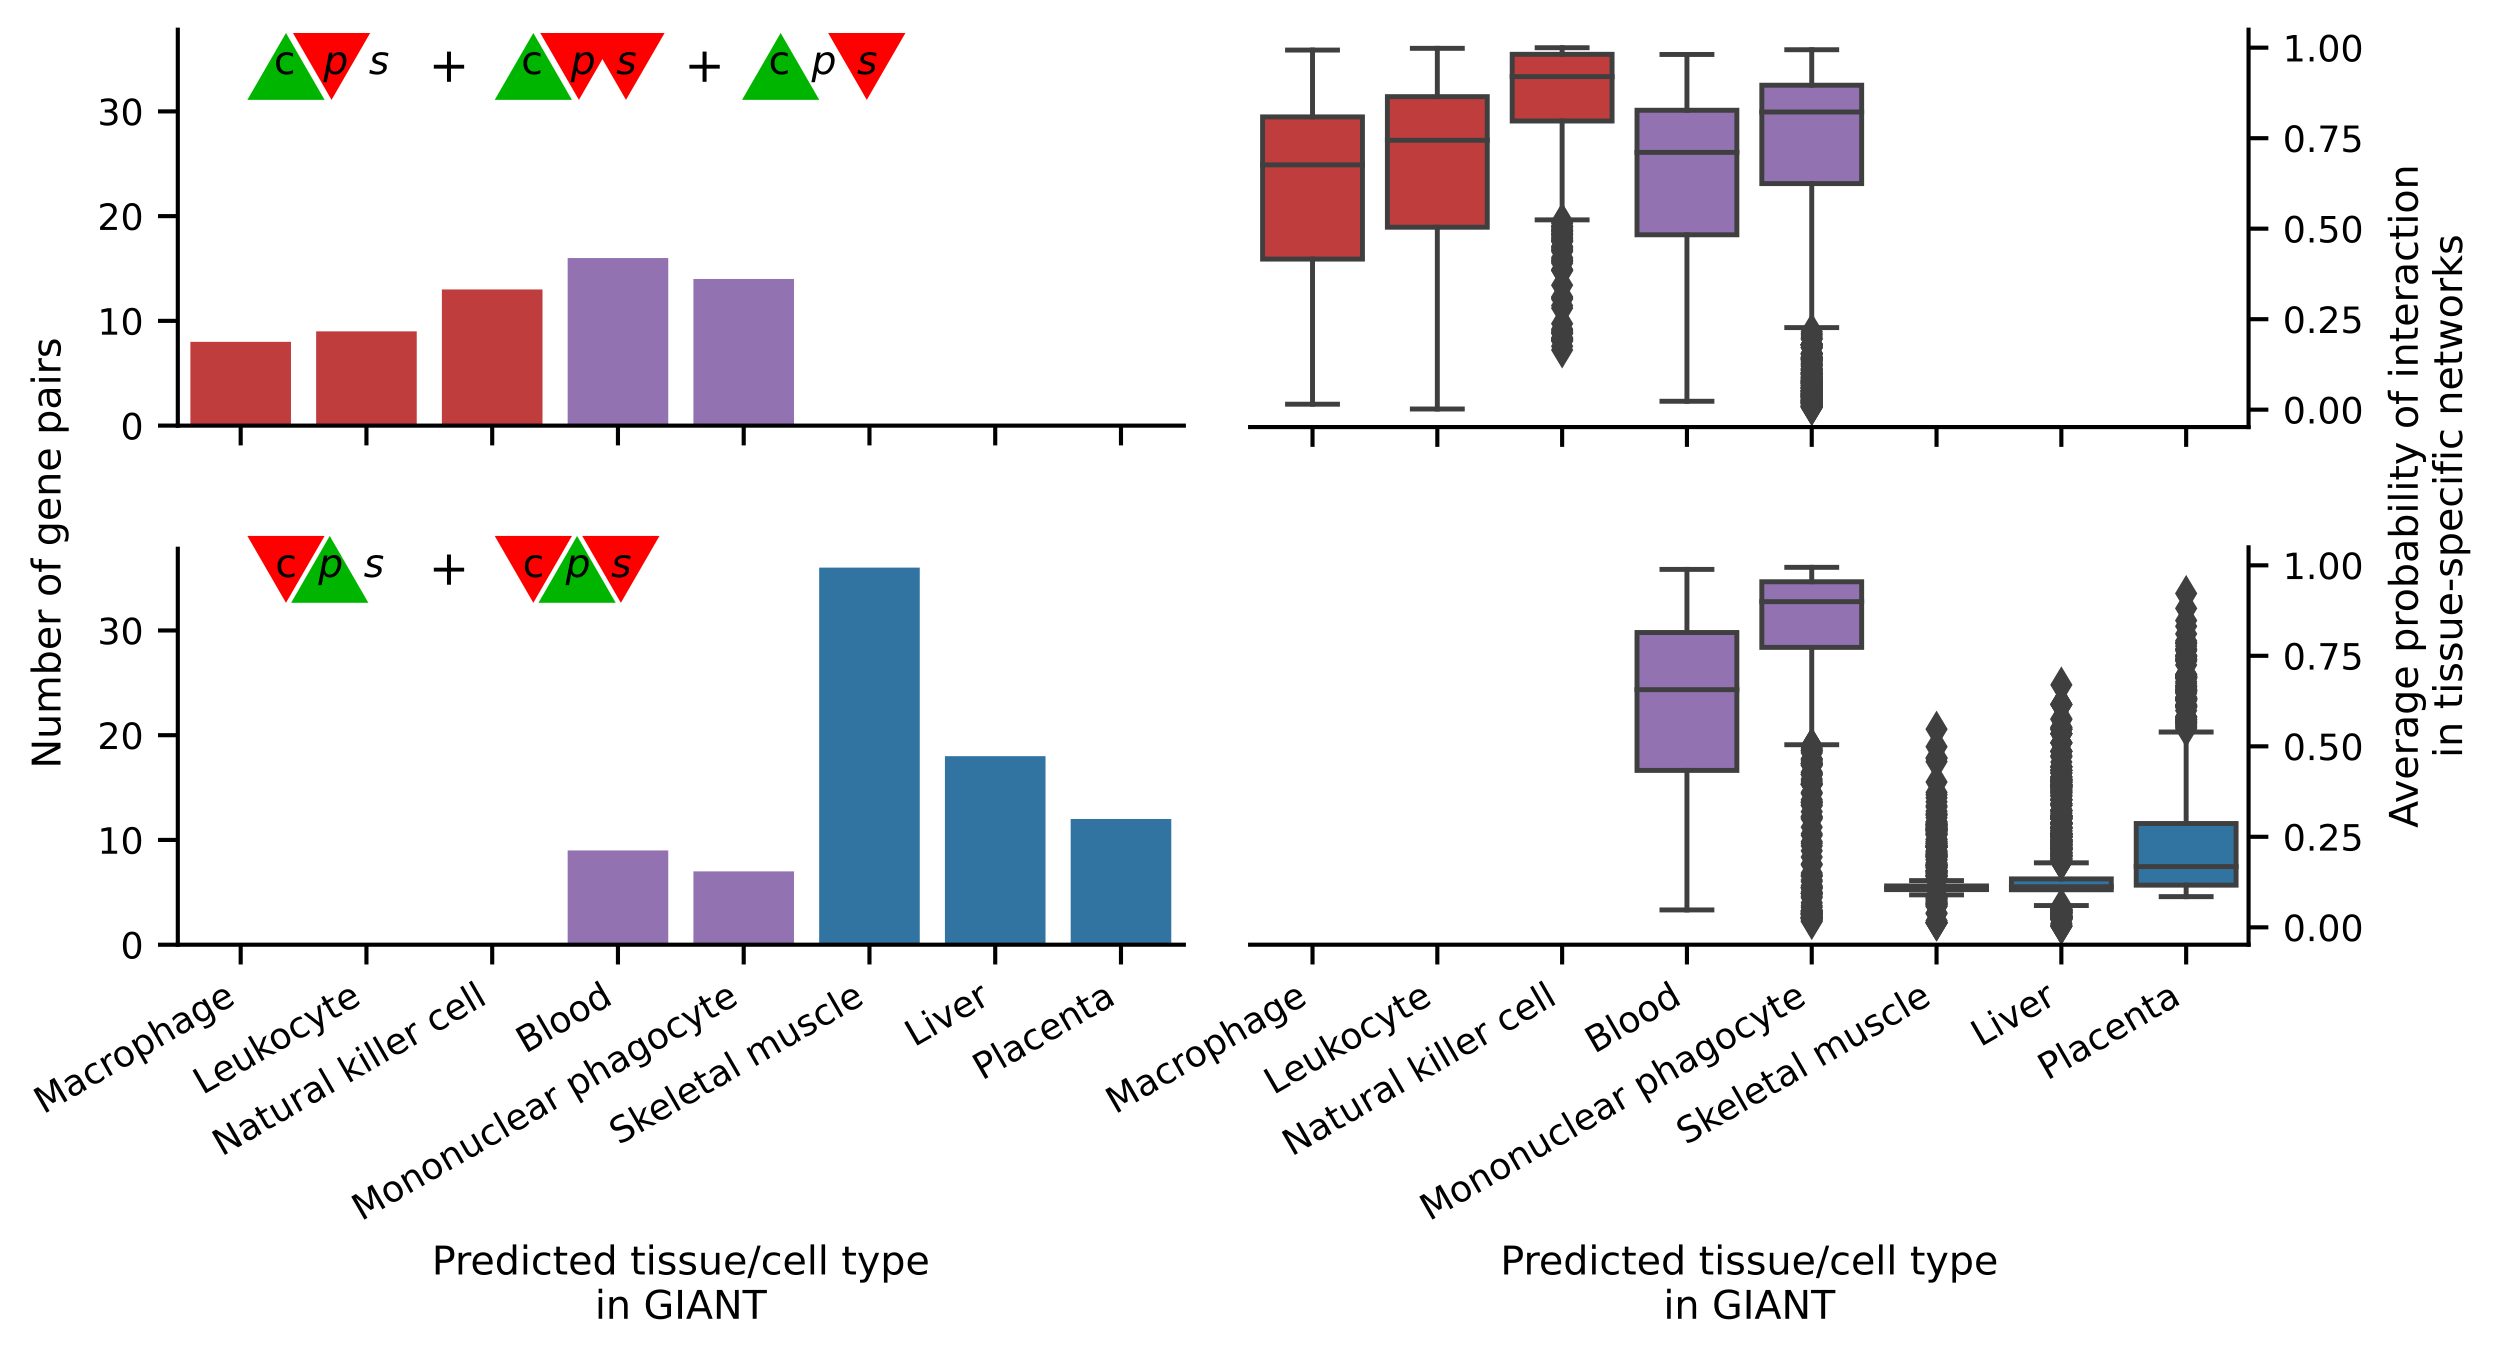 c p s + c p s + c p s
30
20
10
0
1.00
0.75
0.50
0.25
0.00
Number of gene pairs
Average probability of interaction
in tissue-specific networks
c p s + c p s
30
20
10
0
1.00
0.75
0.50
0.25
0.00
Macrophage
Leukocyte
Natural killer cell
Blood
Mononuclear phagocyte
Skeletal muscle
Liver
Placenta
Macrophage
Leukocyte
Natural killer cell
Blood
Mononuclear phagocyte
Skeletal muscle
Liver
Placenta
Predicted tissue/cell type
in GIANT
Predicted tissue/cell type
in GIANT